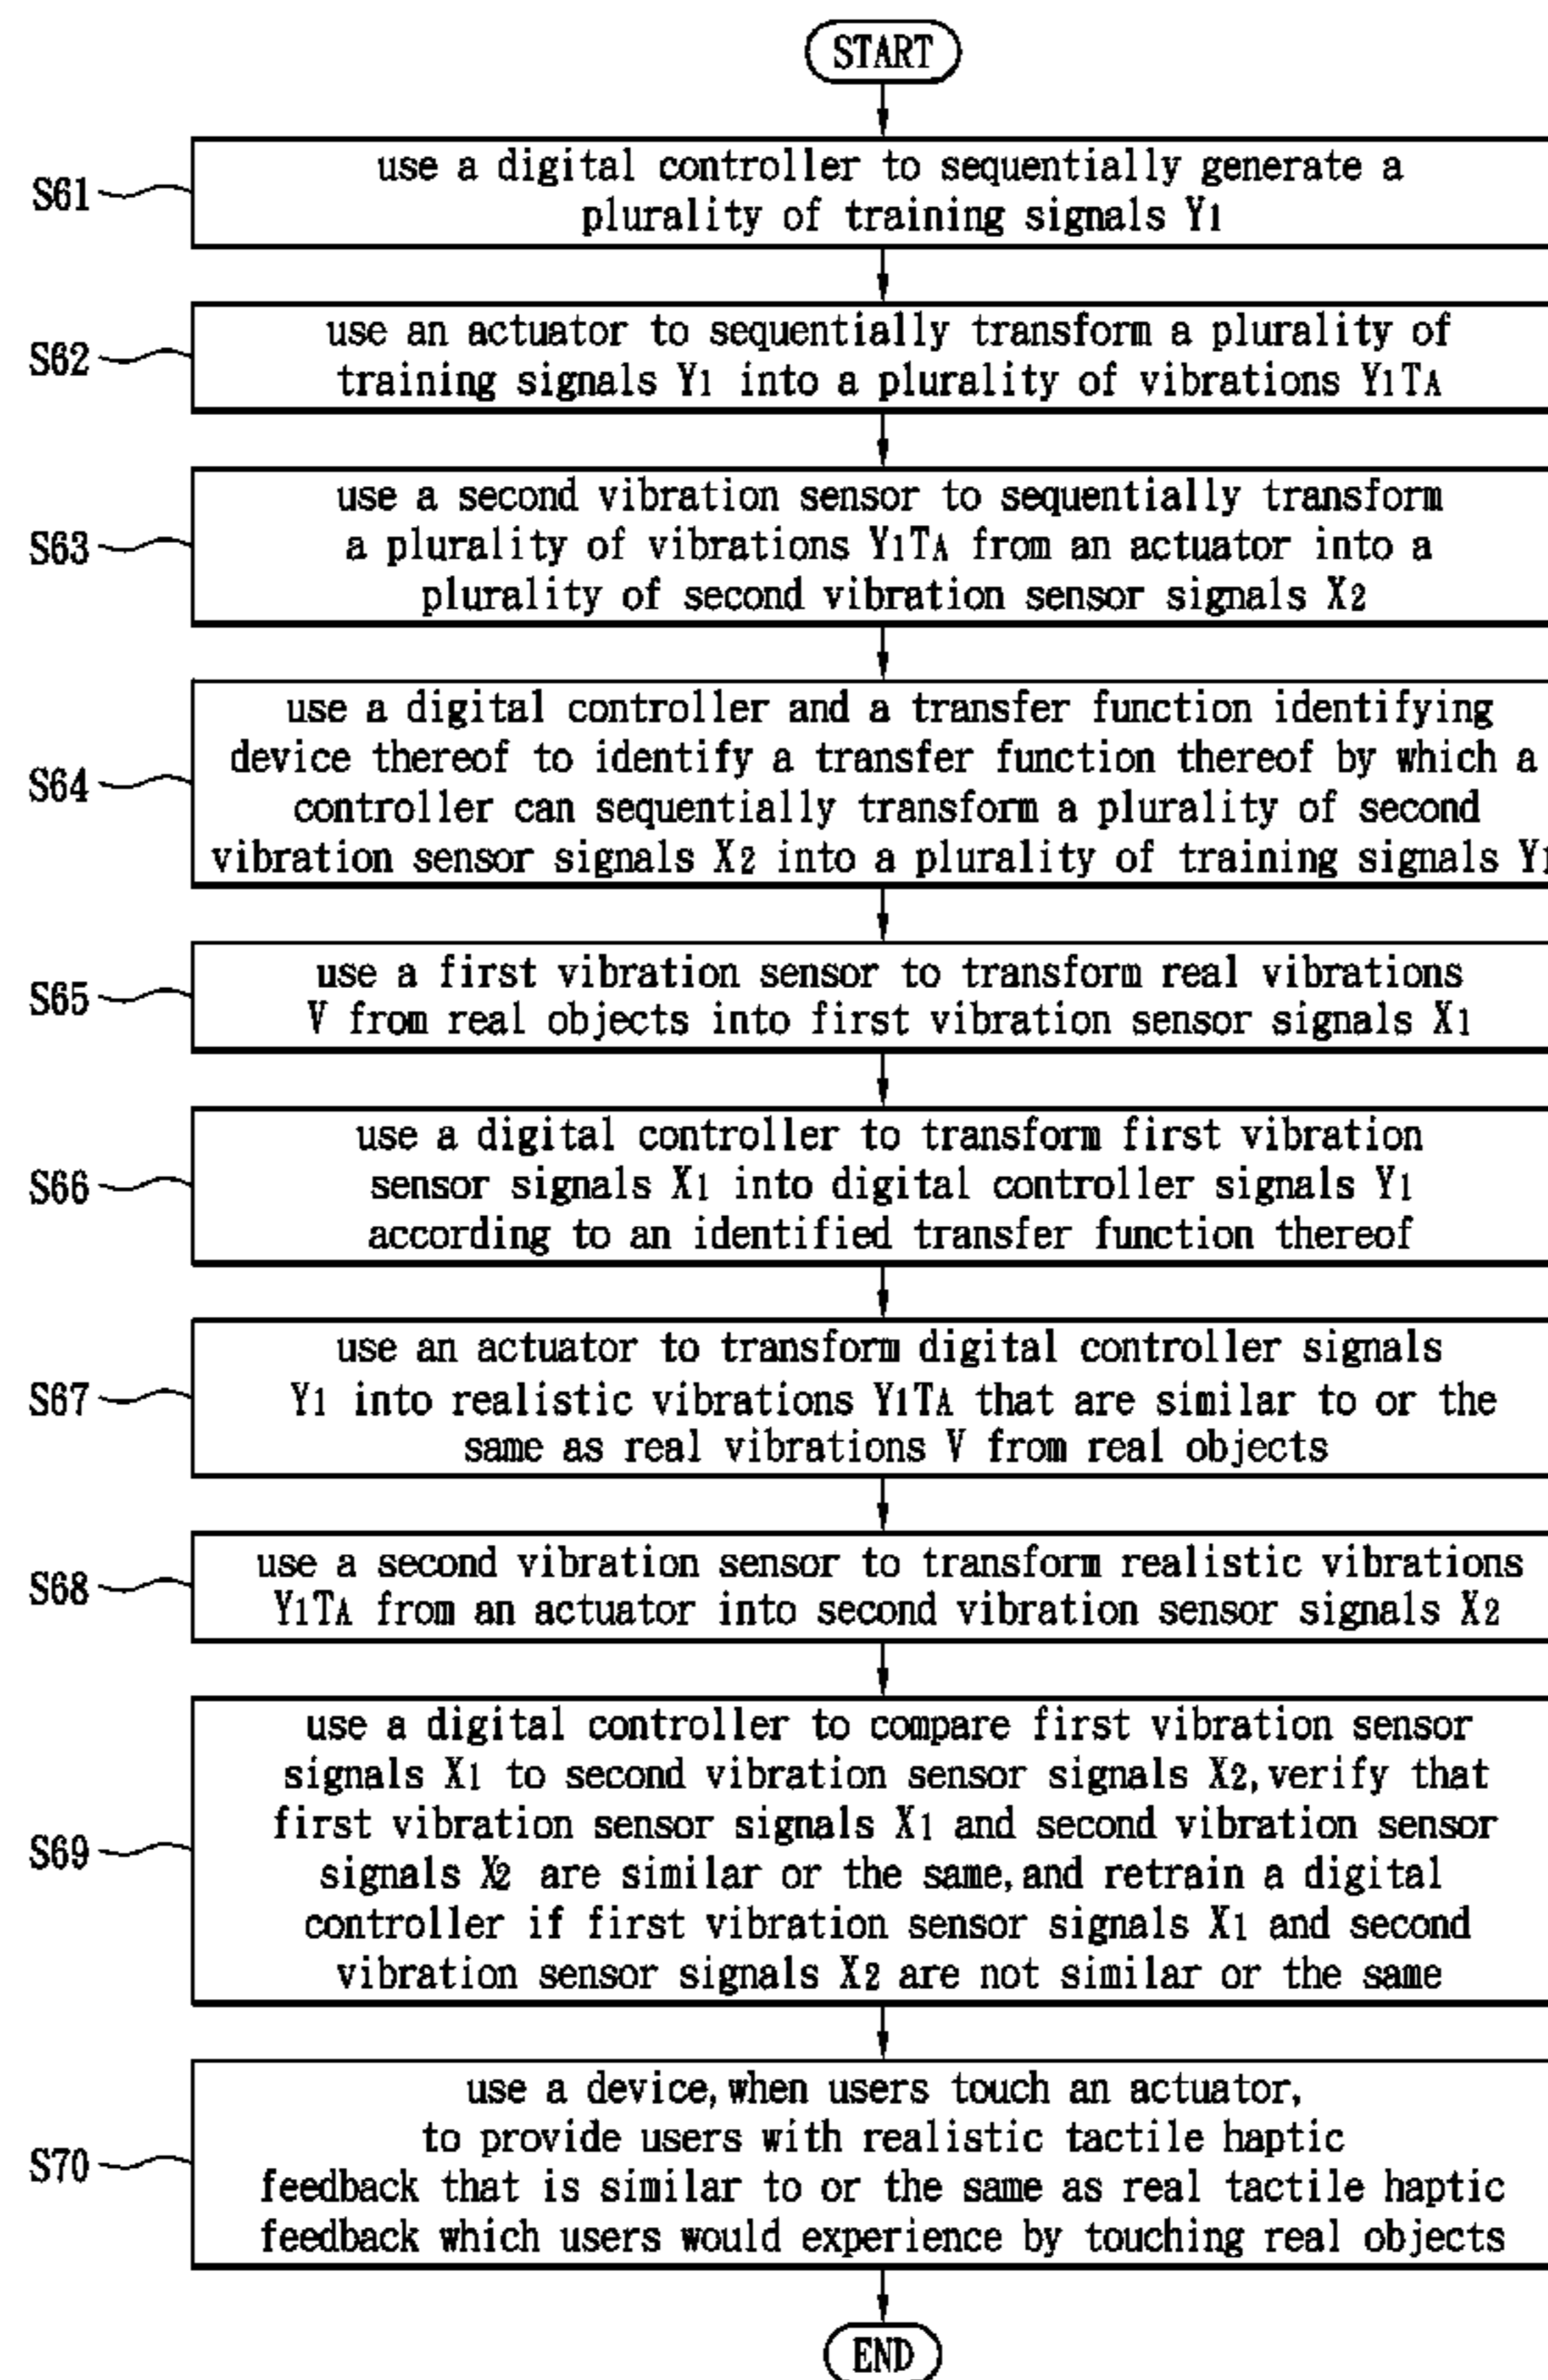 START
S61
use a digital controller to sequentially generate a
plurality of training signals Y1
S62
use an actuator to sequentially transform a plurality of
training signals Y1 into a plurality of vibrations Y1TA
S63
use a second vibration sensor to sequentially transform
a plurality of vibrations Y1TA from an actuator into a
plurality of second vibration sensor signals X2
S64
use a digital controller and a transfer function identifying
device thereof to identify a transfer function thereof by which a
controller can sequentially transform a plurality of second
vibration sensor signals X2 into a plurality of training signals Y1
S65
use a first vibration sensor to transform real vibrations
V from real objects into first vibration sensor signals X1
S66
use a digital controller to transform first vibration
sensor signals X1 into digital controller signals Y1
according to an identified transfer function thereof
S67
use an actuator to transform digital controller signals
Y1 into realistic vibrations Y1TA that are similar to or the
same as real vibrations V from real objects
S68
use a second vibration sensor to transform realistic vibrations
Y1TA from an actuator into second vibration sensor signals X2
S69
use a digital controller to compare first vibration sensor
signals X1 to second vibration sensor signals X2, verify that
first vibration sensor signals X1 and second vibration sensor
signals X2 are similar or the same, and retrain a digital
controller if first vibration sensor signals X1 and second
vibration sensor signals X2 are not similar or the same
S70
use a device, when users touch an actuator,
to provide users with realistic tactile haptic
feedback that is similar to or the same as real tactile haptic
feedback which users would experience by touching real objects
END